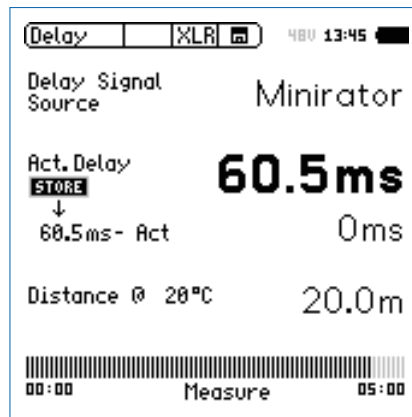 Delay XLR 48V 13:45
Delay Signal
Source
Minirator
Act. Delay
60.5ms
STORE
60.5ms- Act
0ms
Distance @ 20°C
20.0m
00:00 Measure 05:00